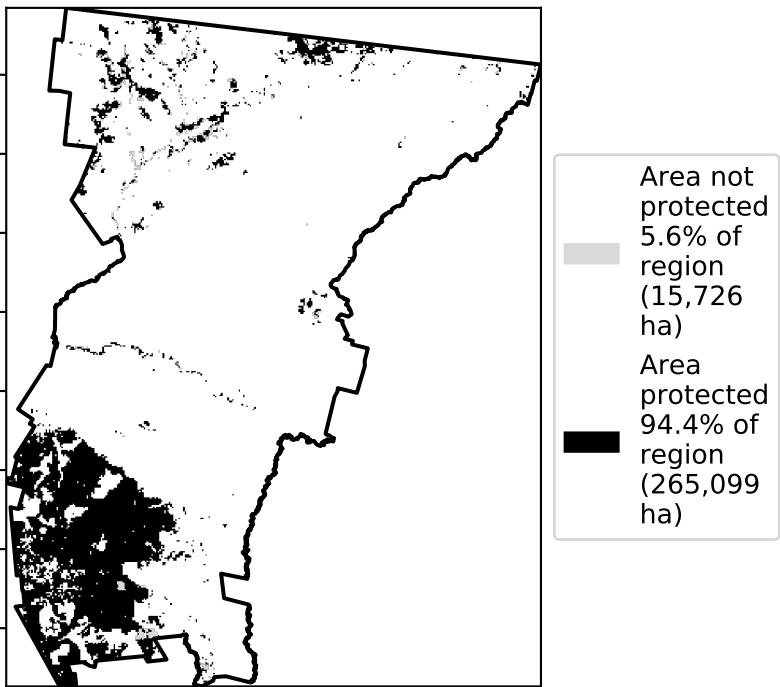 Area not
protected
5.6% of
region
(15,726
ha)
Area
protected
94.4% of
region
(265,099
ha)